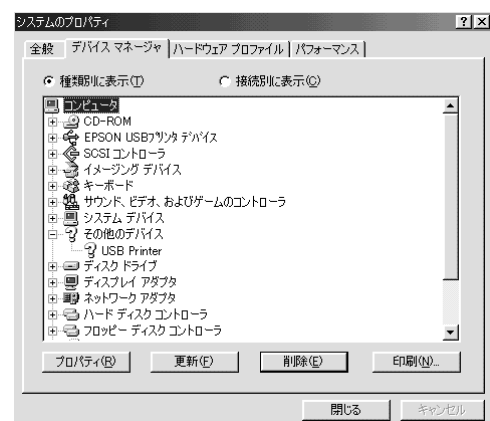 システムのプロパティ
全般 デバイス マネージャ ハードウェア プロファイル パフォーマンス
種類別に表示(T) 接続別に表示(C)
コンピュータ
CD-ROM
EPSON USBプリンタ デバイス
SCSI コントローラ
イメージング デバイス
キーボード
サウンド、ビデオ、およびゲームのコントローラ
システム デバイス
その他のデバイス
USB Printer
ディスク ドライブ
ディスプレイ アダプタ
ネットワーク アダプタ
ハード ディスク コントローラ
フロッピー ディスク コントローラ
プロパティ(R) 更新(F) 削除(E) 印刷(N)...
閉じる キャンセル